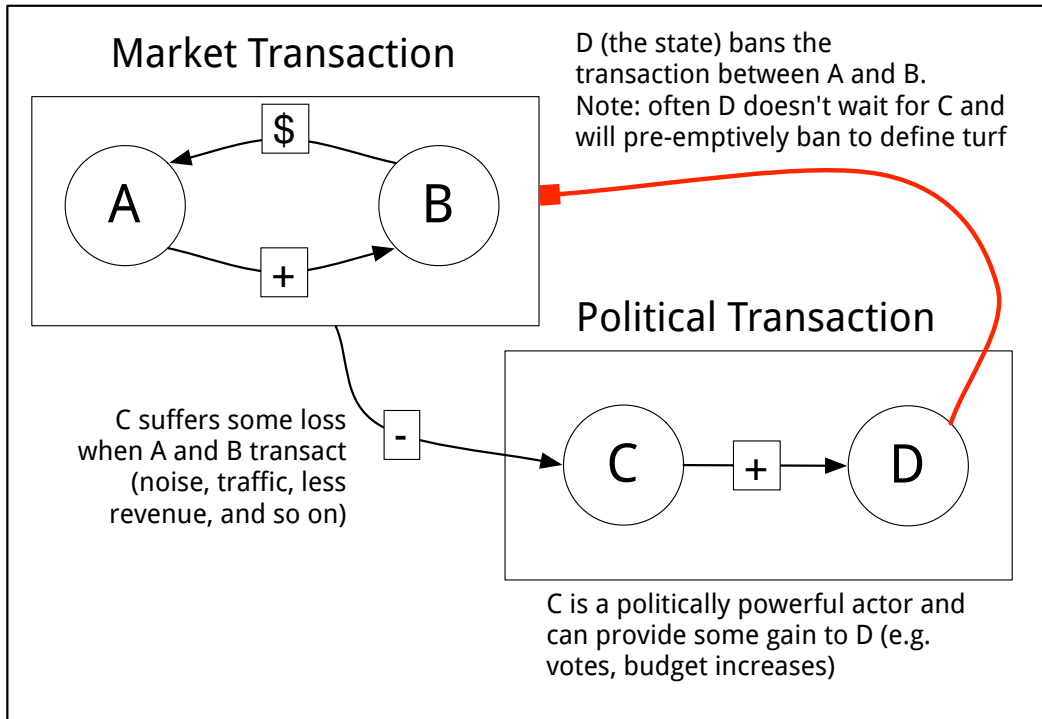 Market Transaction
D (the state) bans the
transaction between A and B.
Note: often D doesn't wait for C and
will pre-emptively ban to define turf
$
A
B
+
Political Transaction
C suffers some loss
when A and B transact
(noise, traffic, less
revenue, and so on)
-
C
+
D
C is a politically powerful actor and
can provide some gain to D (e.g.
votes, budget increases)